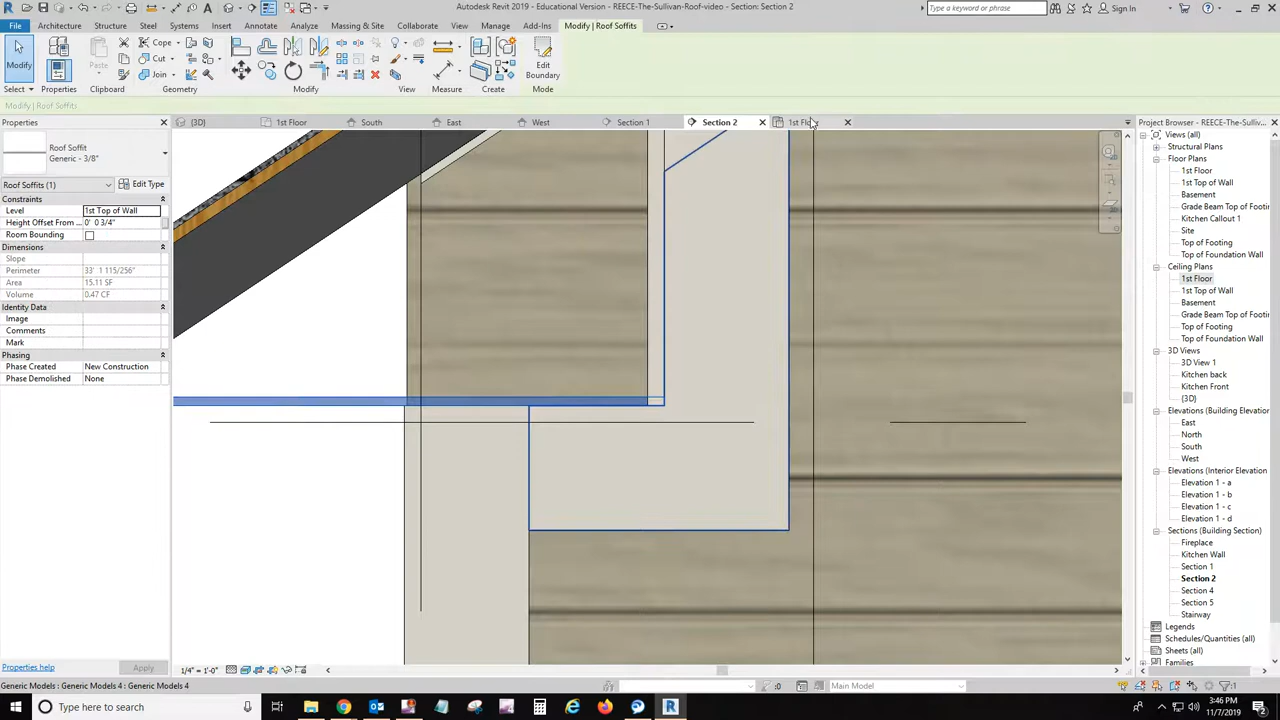 Autodesk Revit 2019 - Educational Version - REECE-The-Sullivan-Roof-video - Section: Section 2
Type a keyword or phrase
Sign In
File
Architecture
Structure
Steel
Systems
Insert
Annotate
Analyze
Massing & Site
Collaborate
View
Manage
Add-Ins
Modify | Roof Soffits
Modify
Paste
Cope
Cut
Join
Edit
Boundary
Select
Properties
Clipboard
Geometry
Modify
View
Measure
Create
Mode
Modify | Roof Soffits
Properties
{3D}
1st Floor
South
East
West
Section 1
Section 2
1st Flo
Project Browser - REECE-The-Sulliv...
Roof Soffit
Generic - 3/8"
Roof Soffits (1)
Edit Type
Constraints
Level
1st Top of Wall
Height Offset From ...
0' 0 3/4"
Room Bounding
Dimensions
Slope
Perimeter
33' 1 115/256"
Area
15.11 SF
Volume
0.47 CF
Identity Data
Image
Comments
Mark
Phasing
Phase Created
New Construction
Phase Demolished
None
Properties help
Apply
Views (all)
Structural Plans
Floor Plans
1st Floor
1st Top of Wall
Basement
Grade Beam Top of Footi
Kitchen Callout 1
Site
Top of Footing
Top of Foundation Wall
Ceiling Plans
1st Floor
1st Top of Wall
Basement
Grade Beam Top of Footi
Top of Footing
Top of Foundation Wall
3D Views
3D View 1
Kitchen back
Kitchen Front
{3D}
Elevations (Building Elevation
East
North
South
West
Elevations (Interior Elevation
Elevation 1 - a
Elevation 1 - b
Elevation 1 - c
Elevation 1 - d
Sections (Building Section)
Fireplace
Kitchen Wall
Section 1
Section 2
Section 4
Section 5
Stairway
Legends
Schedules/Quantities (all)
Sheets (all)
Families
1/4" = 1'-0"
Generic Models : Generic Models 4 : Generic Models 4
:0
Main Model
:1
Type here to search
3:46 PM
11/7/2019